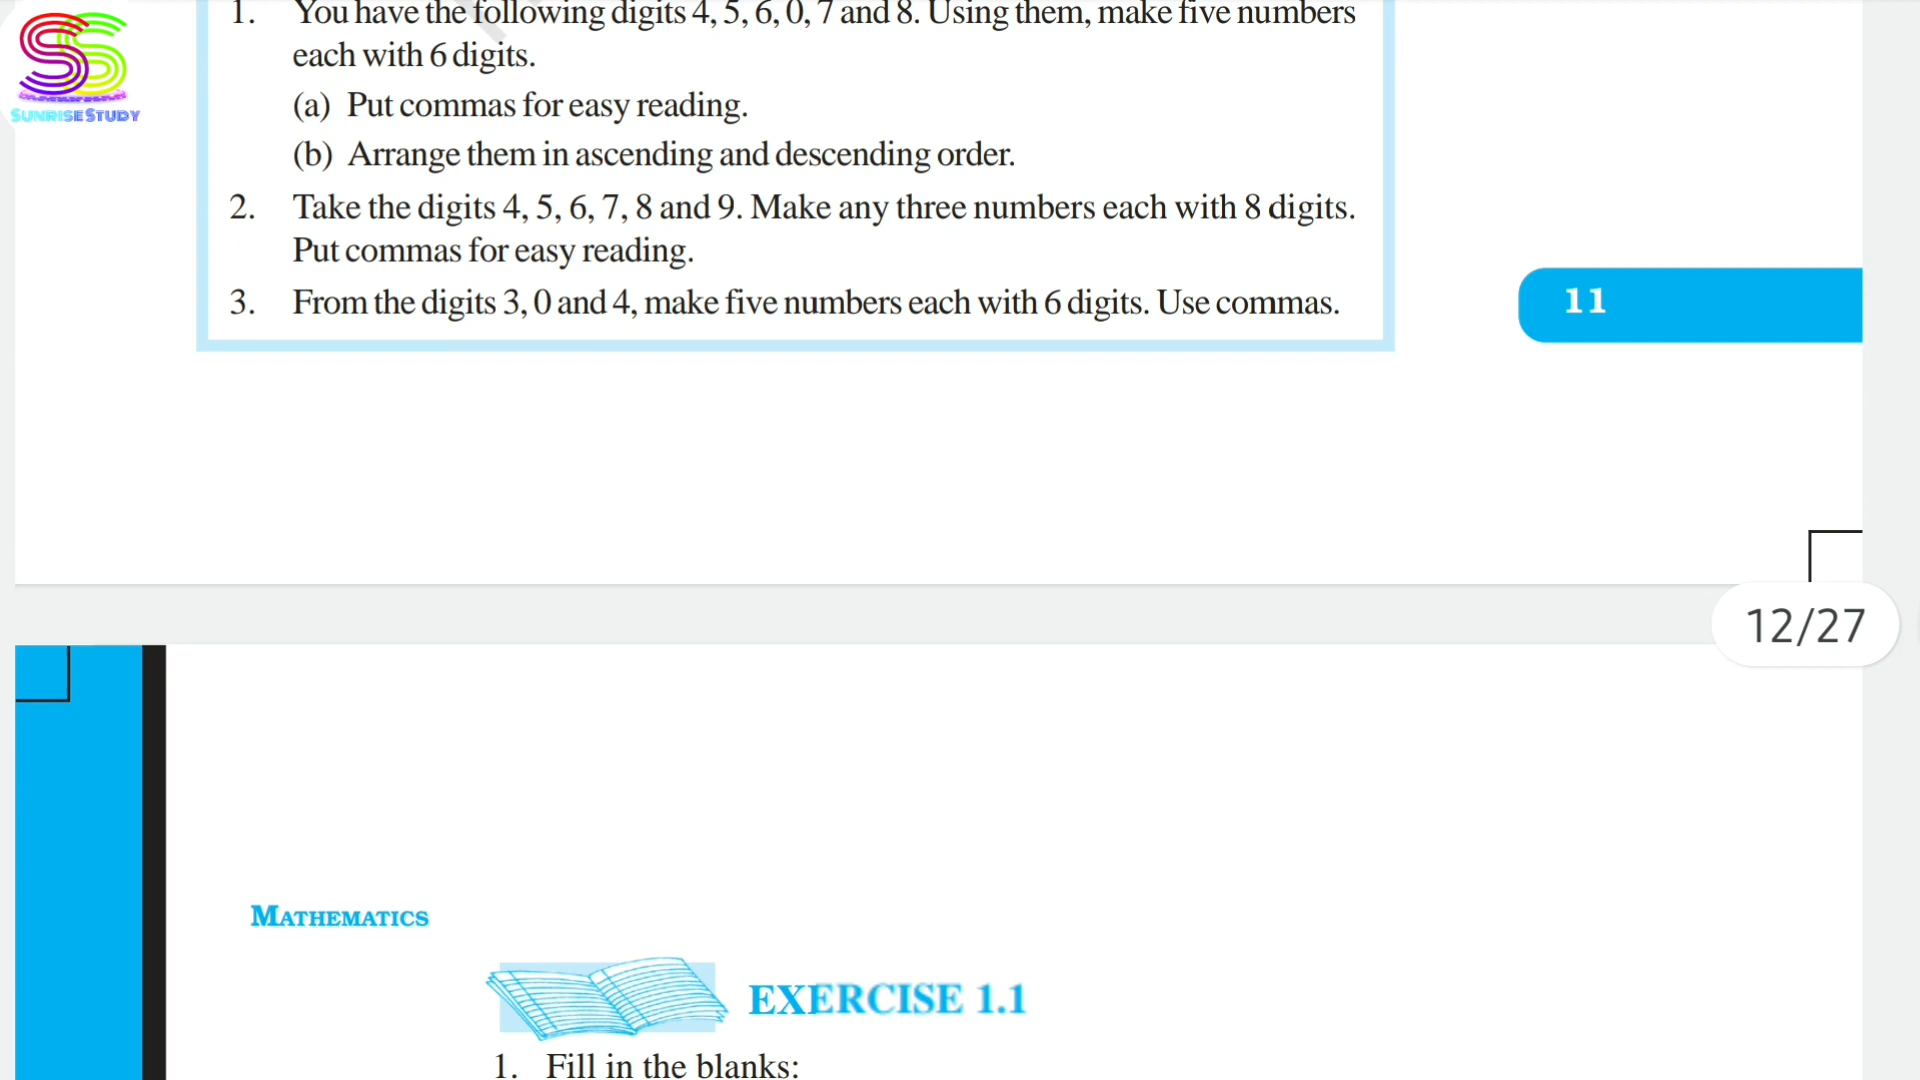 SUNRISESTUDY
1. You have the following digits 4, 5, 6, 0, 7 and 8. Using them, make five numbers
each with 6 digits.
(a) Put commas for easy reading.
(b) Arrange them in ascending and descending order.
2. Take the digits 4, 5, 6, 7, 8 and 9. Make any three numbers each with 8 digits.
Put commas for easy reading.
3. From the digits 3, 0 and 4, make five numbers each with 6 digits. Use commas.
11
12/27
MATHEMATICS
EXERCISE 1.1
1. Fill in the blanks: